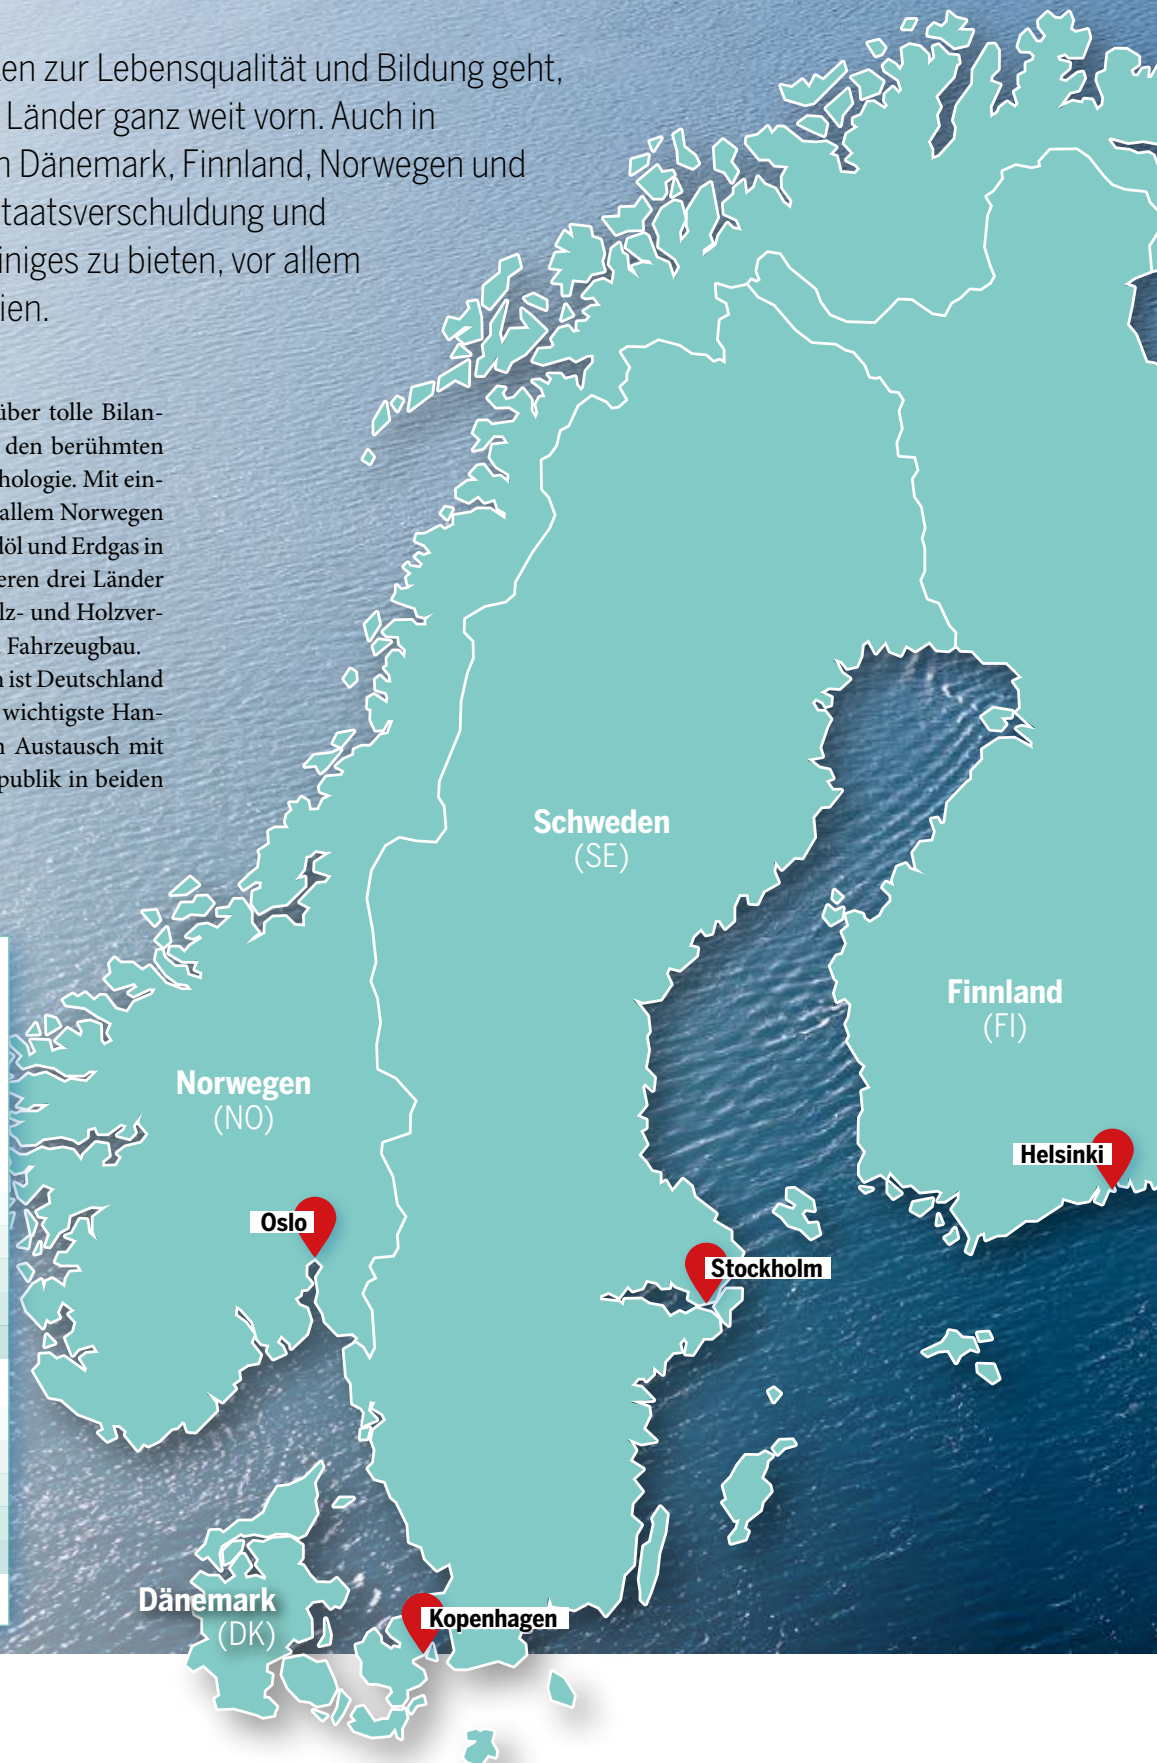 en zur Lebensqualität und Bildung geht,
Länder ganz weit vorn. Auch in
Dänemark, Finnland, Norwegen und
taatsverschuldung und
iniges zu bieten, vor allem
ien.
über tolle Bilan-
den berühmten
hologie. Mit ein-
allem Norwegen
löl und Erdgas in
eren drei Länder
lz- und Holzver-
Fahrzeugbau.
ist Deutschland
wichtigste Han-
Austausch mit
publik in beiden
Schweden
(SE)
Finnland
(FI)
Norwegen
(NO)
Helsinki
Oslo
Stockholm
Dänemark
(DK)
Kopenhagen